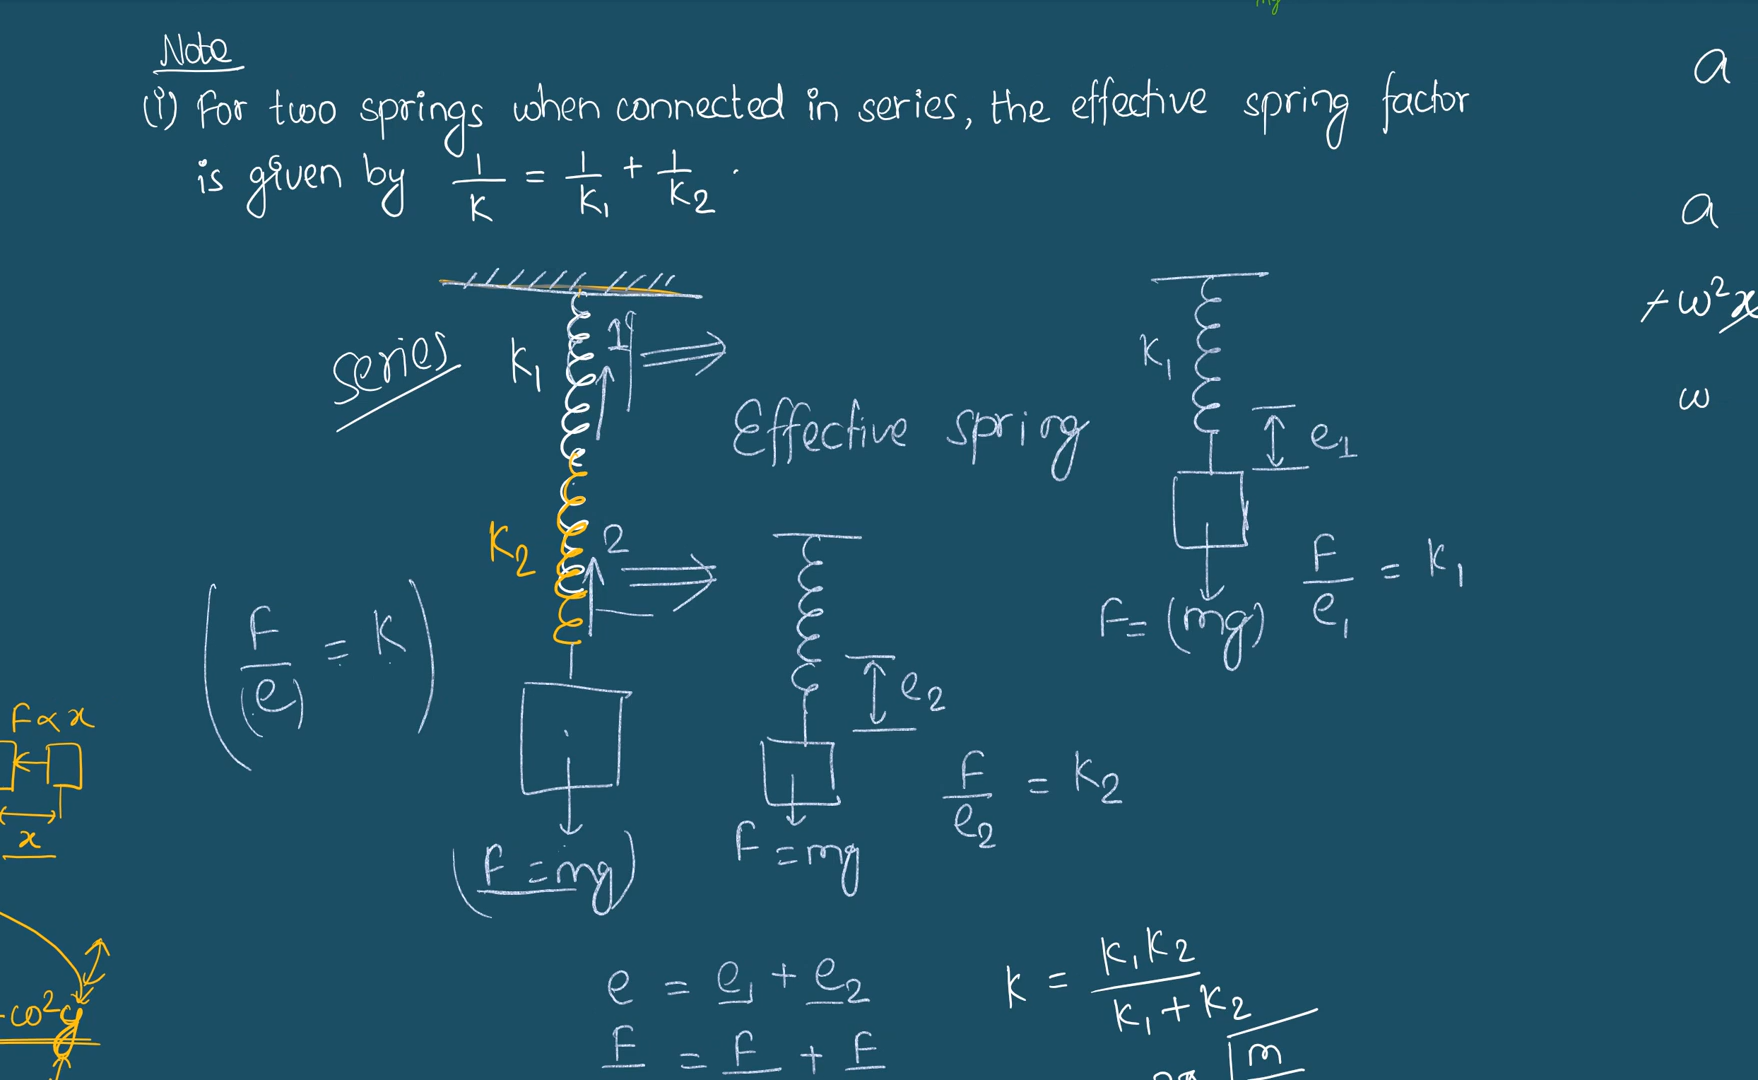 mg
Note
(i) For two springs when connected in series, the effective spring factor
is given by 1/K = 1/K₁ + 1/K₂ .
a
a
+ω²x
ω
series
K₁
1
Effective spring
K₁
e₁
K₂
2
(F/e = K)
F = (mg)
F/e₁ = K₁
e₂
F/e₂ = K₂
F ∝ x
x
(F = mg)
F = mg
e = e₁ + e₂
K = K₁K₂/K₁+K₂
F = F + F
m
-ω²y